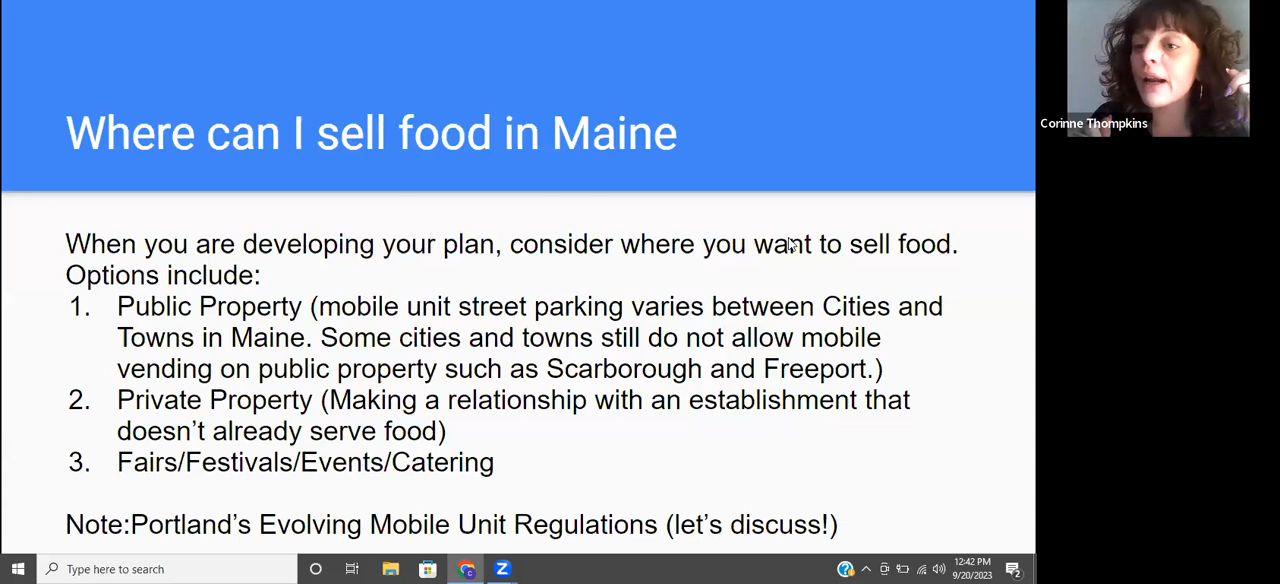 Where can I sell food in Maine
Corinne Thompkins
When you are developing your plan, consider where you want to sell food.
Options include:
1. Public Property (mobile unit street parking varies between Cities and
Towns in Maine. Some cities and towns still do not allow mobile
vending on public property such as Scarborough and Freeport.)
2. Private Property (Making a relationship with an establishment that
doesn't already serve food)
3. Fairs/Festivals/Events/Catering
Note:Portland's Evolving Mobile Unit Regulations (let's discuss!)
Type here to search
12:42 PM
9/20/2023
2